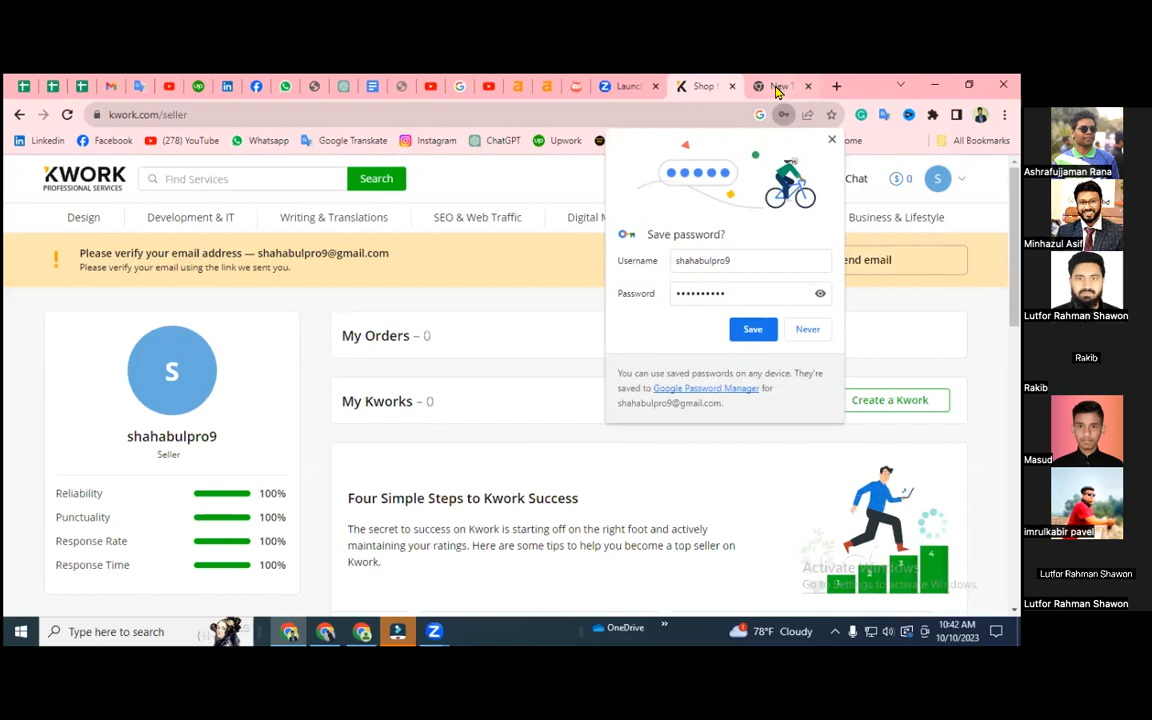 Launc
Shop
New T
kwork.com/seller
Linkedin
Facebook
(278) YouTube
Whatsapp
Google Translate
Instagram
ChatGPT
Upwork
ome
All Bookmarks
KWORK
PROFESSIONAL SERVICES
Find Services
Search
Chat
0
S
Design
Development & IT
Writing & Translations
SEO & Web Traffic
Digital M
Business & Lifestyle
Please verify your email address — shahabulpro9@gmail.com
Please verify your email using the link we sent you.
end email
Save password?
Username
shahabulpro9
Password
••••••••••
Save
Never
You can use saved passwords on any device. They're
saved to Google Password Manager for
shahabulpro9@gmail.com.
S
shahabulpro9
Seller
Reliability 100%
Punctuality 100%
Response Rate 100%
Response Time 100%
My Orders – 0
My Kworks – 0
Create a Kwork
Four Simple Steps to Kwork Success
The secret to success on Kwork is starting off on the right foot and actively
maintaining your ratings. Here are some tips to help you become a top seller on
Kwork.
1
2
3
4
Activate Windows
Go to Settings to activate Windows.
Type here to search
OneDrive
78°F Cloudy
10:42 AM
10/10/2023
Ashrafujjaman Rana
Minhazul Asif
Lutfor Rahman Shawon
Rakib
Rakib
Masud
imrulkabir pavel
Lutfor Rahman Shawon
Lutfor Rahman Shawon